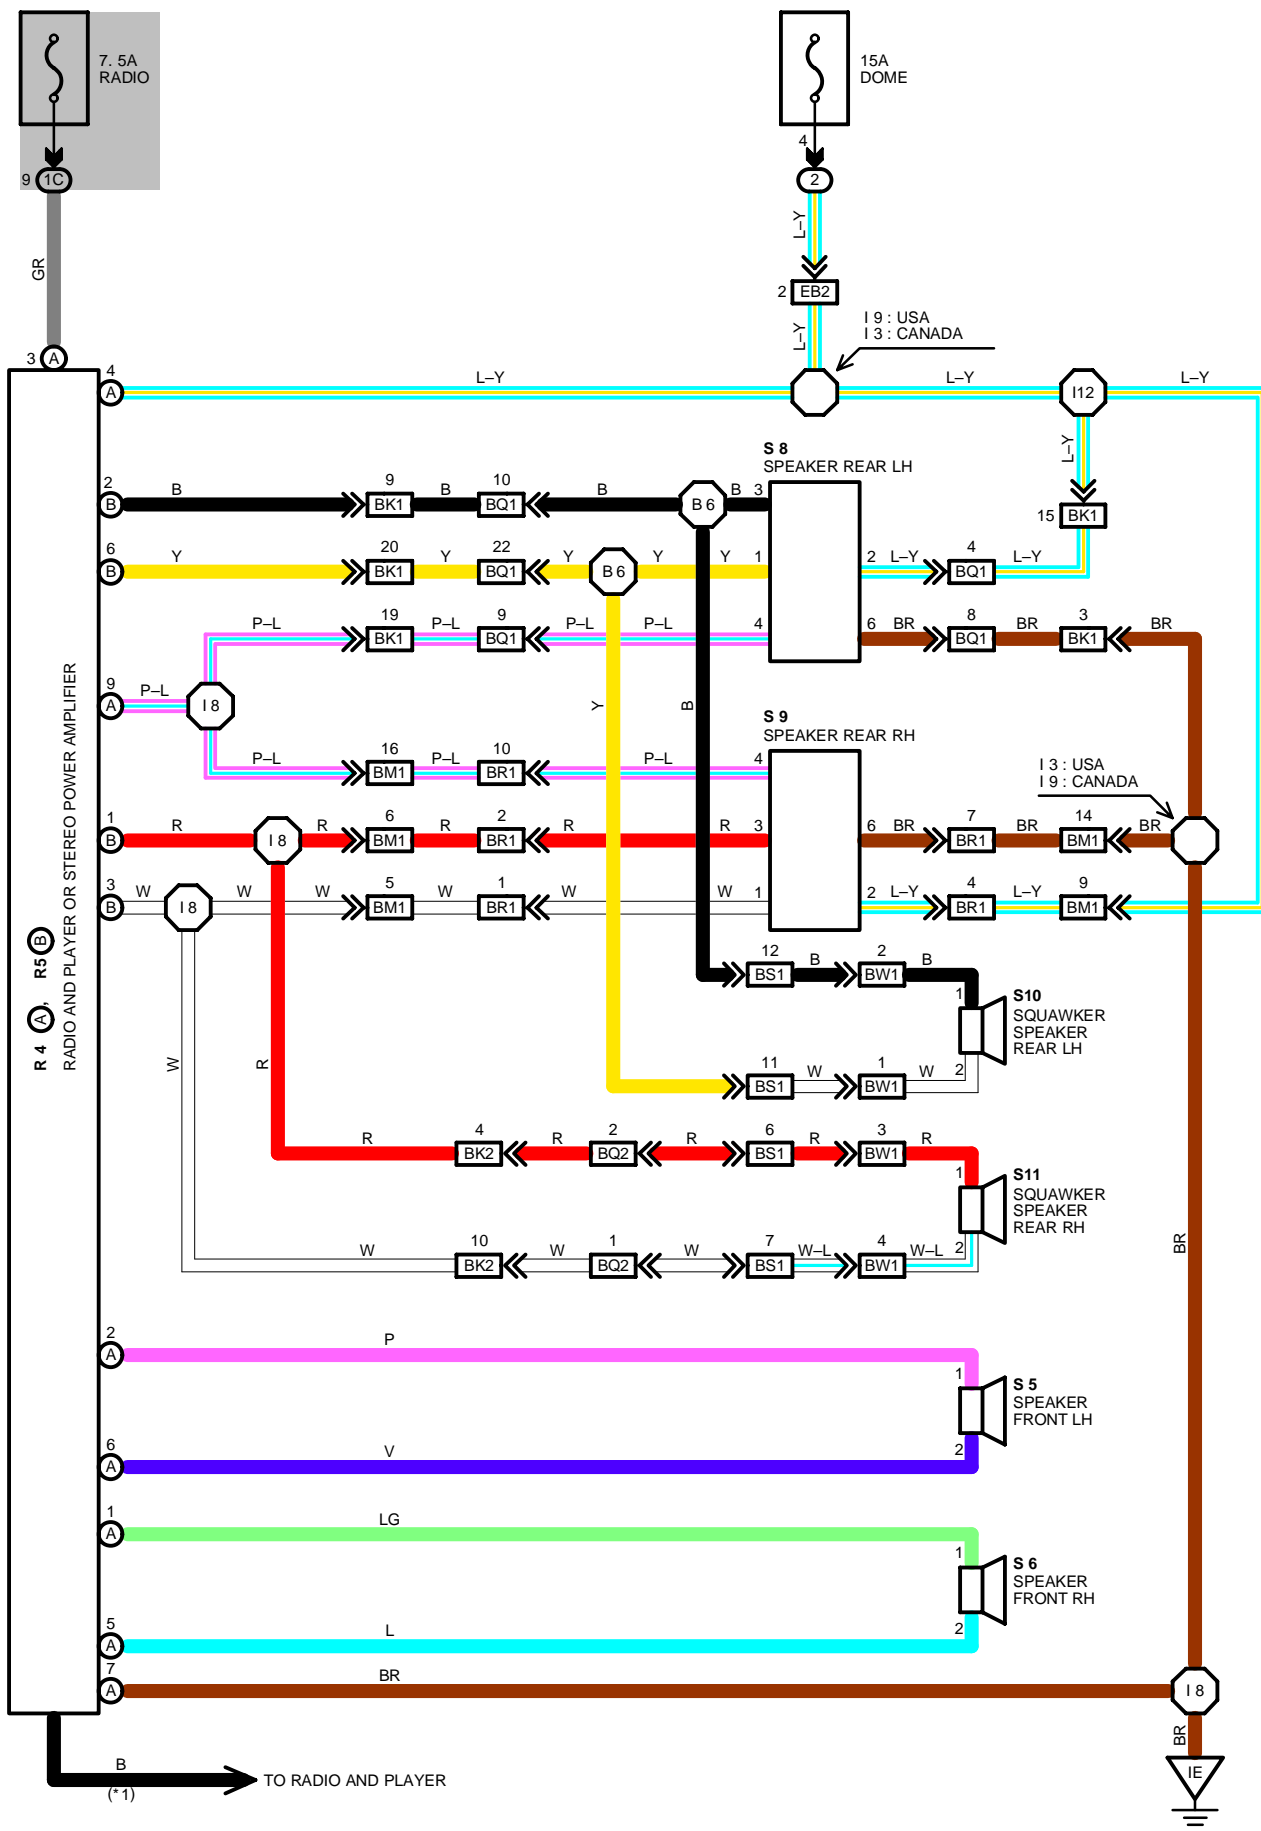 7. 5A
RADIO
15A
DOME
4
9 1C
2
L–Y
GR
2 EB2
L–Y
I 9 : USA
I 3 : CANADA
3 A
4
A
L–Y
L–Y
I12
L–Y
L–Y
S 8
SPEAKER REAR LH
2
B
B
9
BK1
B
10
BQ1
B
B 6
B
3
15 BK1
6
B
Y
20
BK1
Y
22
BQ1
Y
B 6
Y
Y
1
2
L–Y
4
BQ1
L–Y
P–L
19
BK1
P–L
9
BQ1
P–L
P–L
4
6
BR
8
BQ1
BR
3
BK1
BR
9
A
P–L
I 8
Y
B
S 9
SPEAKER REAR RH
P–L
16
BM1
P–L
10
BR1
P–L
4
I 3 : USA
I 9 : CANADA
1
B
R
I 8
R
6
BM1
R
2
BR1
R
R
3
6
BR
7
BR1
BR
14
BM1
BR
3
B
W
I 8
W
W
5
BM1
W
1
BR1
W
W
1
2
L–Y
4
BR1
L–Y
9
BM1
R 4 A, R5 B
RADIO AND PLAYER OR STEREO POWER AMPLIFIER
12
BS1
B
2
BW1
B
1
S10
SQUAWKER
SPEAKER
REAR LH
W
R
11
BS1
W
1
BW1
W
2
R
4
BK2
R
2
BQ2
R
6
BS1
R
3
BW1
R
1
S11
SQUAWKER
SPEAKER
REAR RH
W
10
BK2
W
1
BQ2
W
7
BS1
W–L
4
BW1
W–L
2
BR
2
A
P
1
S 5
SPEAKER
FRONT LH
6
A
V
2
1
A
LG
1
S 6
SPEAKER
FRONT RH
5
A
L
2
7
A
BR
I 8
BR
B
(*1)
TO RADIO AND PLAYER
IE